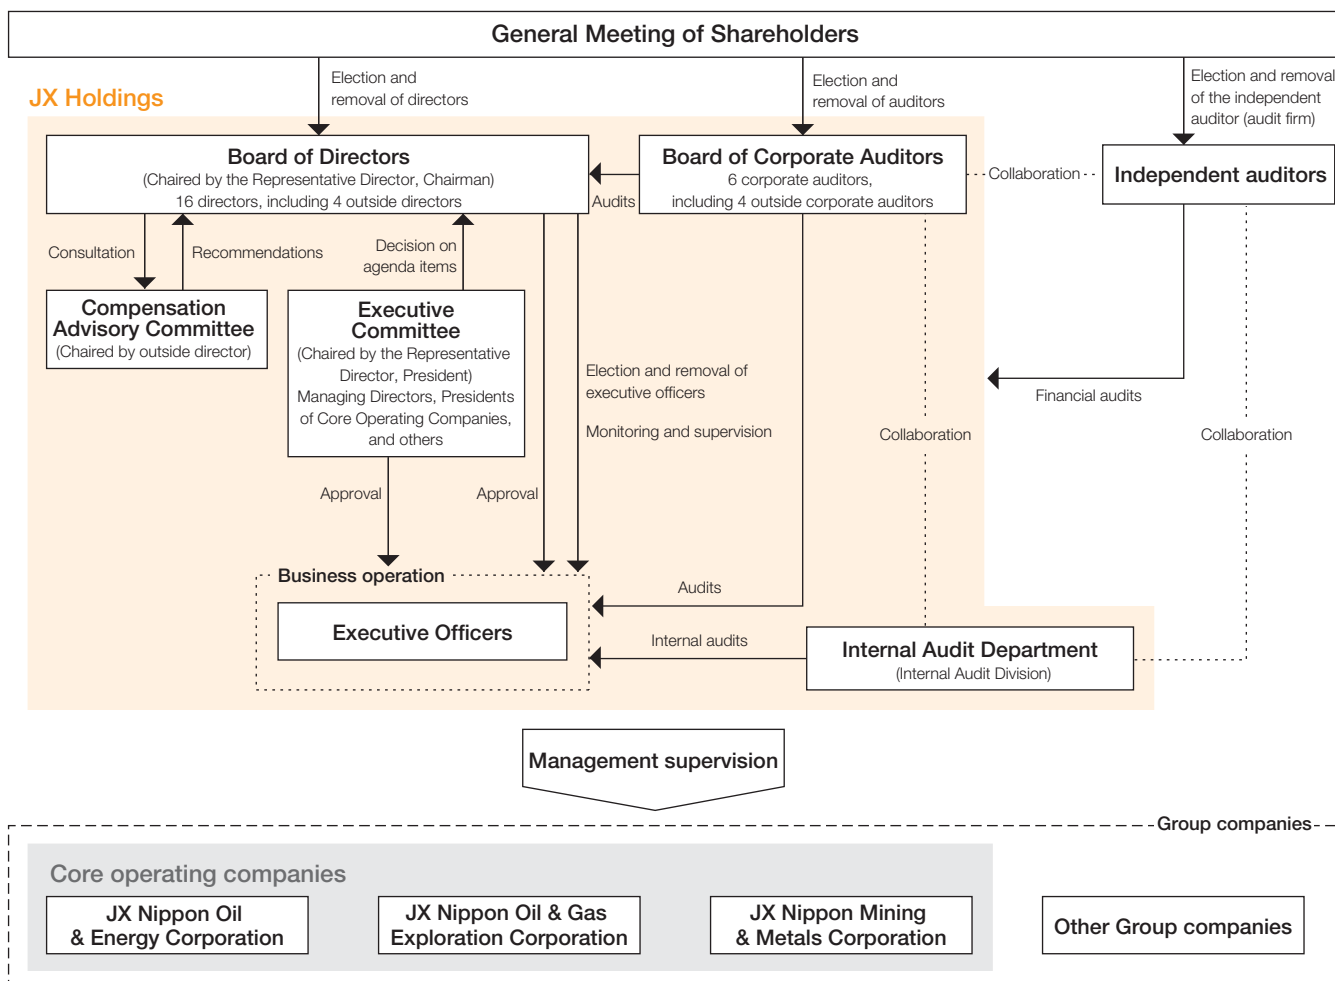 General Meeting of Shareholders
Election and
removal of directors
Election and
removal of auditors
Election and removal
of the independent
auditor (audit firm)
JX Holdings
Board of Directors
(Chaired by the Representative Director, Chairman)
16 directors, including 4 outside directors
Audits
Board of Corporate Auditors
6 corporate auditors,
including 4 outside corporate auditors
Collaboration
Independent auditors
Consultation
Recommendations
Decision on
agenda items
Compensation
Advisory Committee
(Chaired by outside director)
Executive
Committee
(Chaired by the Representative
Director, President)
Managing Directors, Presidents
of Core Operating Companies,
and others
Election and removal of
executive officers
Monitoring and supervision
Financial audits
Collaboration
Collaboration
Approval
Approval
Business operation
Executive Officers
Audits
Internal audits
Internal Audit Department
(Internal Audit Division)
Management supervision
Group companies
Core operating companies
JX Nippon Oil
& Energy Corporation
JX Nippon Oil & Gas
Exploration Corporation
JX Nippon Mining
& Metals Corporation
Other Group companies